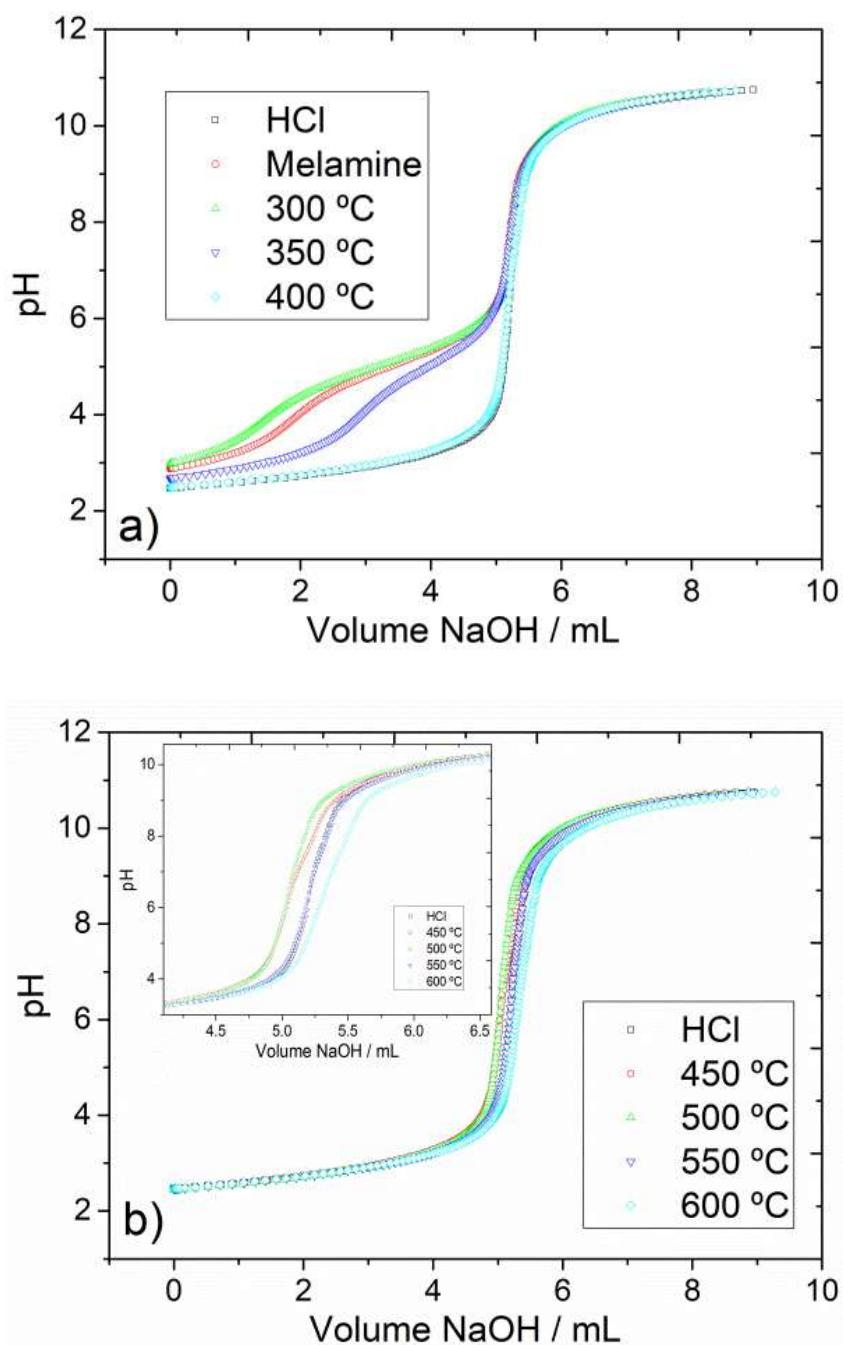 12
10
8
6
4
2
pH
HCl
Melamine
300 ºC
350 ºC
400 ºC
a)
0 2 4 6 8 10
Volume NaOH / mL
12
10
8
6
4
2
pH
10
8
6
4
pH
HCl
450 ºC
500 ºC
550 ºC
600 ºC
4.5 5.0 5.5 6.0 6.5
Volume NaOH / mL
HCl
450 ºC
500 ºC
550 ºC
600 ºC
b)
0 2 4 6 8 10
Volume NaOH / mL